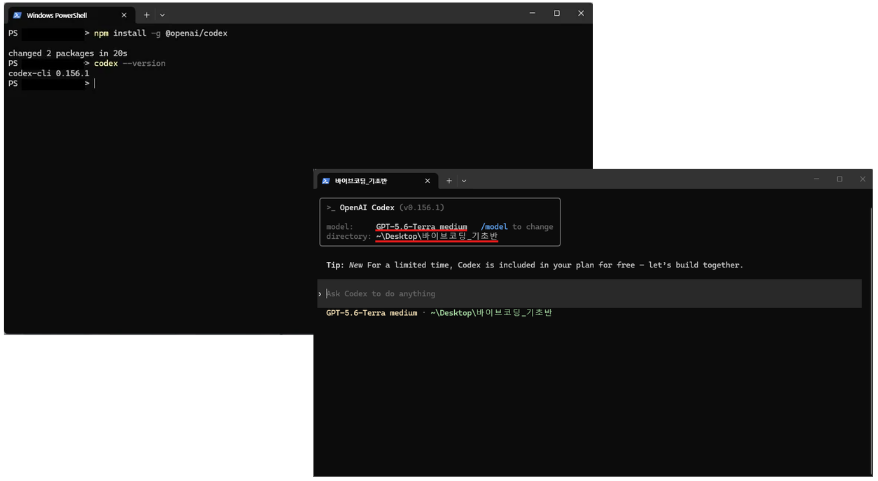 Windows PowerShell
PS > npm install -g @openai/codex
changed 2 packages in 20s
PS > codex --version
codex-cli 0.156.1
PS >
바이브코딩_기초반
>_ OpenAI Codex (v0.156.1)
model: GPT-5.6-Terra medium /model to change
directory: ~\Desktop\바이브코딩_기초반
Tip: New For a limited time, Codex is included in your plan for free – let's build together.
› Ask Codex to do anything
GPT-5.6-Terra medium · ~\Desktop\바이브코딩_기초반